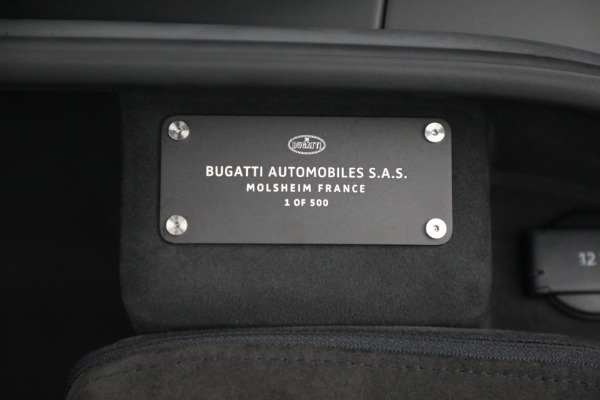 BUGATTI
BUGATTI AUTOMOBILES S.A.S.
MOLSHEIM FRANCE
1 OF 500
12